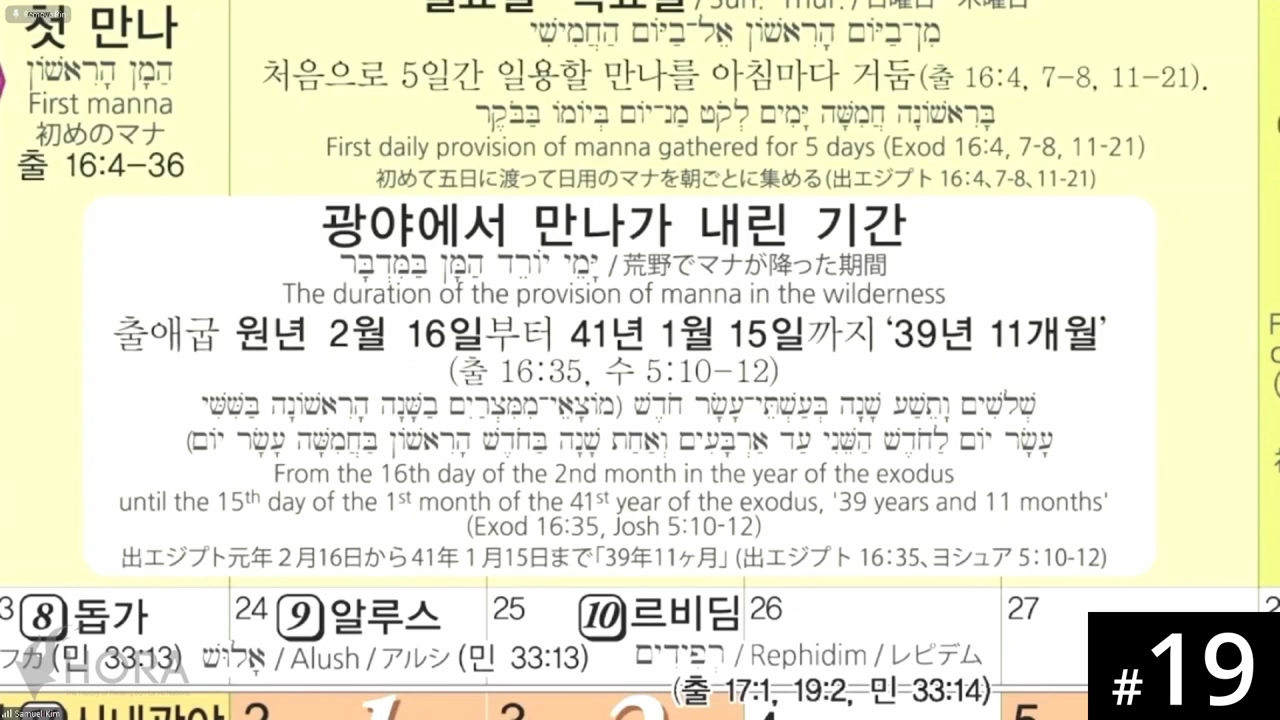 첫 만나
הַמָּן הָרִאשׁוֹן
First manna
初めのマナ
출 16:4-36
מִן־בַּיּוֹם הָרִאשׁוֹן אֶל־בַּיּוֹם הַחֲמִישִׁי
처음으로 5일간 일용할 만나를 아침마다 거둠(출 16:4, 7-8, 11-21).
בָּרִאשׁוֹנָה חֲמִשָּׁה יָּמִים לְקֹט מַנ־יוֹם בְּיוֹמוֹ בַּבֹּקֶר
First daily provision of manna gathered for 5 days (Exod 16:4, 7-8, 11-21)
初めて五日に渡って日用のマナを朝ごとに集める(出エジプト 16:4、7-8、11-21)
광야에서 만나가 내린 기간
יְמֵי יוֹרֵד הַמָּן בַּמִּדְבָּר / 荒野でマナが降った期間
The duration of the provision of manna in the wilderness
출애굽 원년 2월 16일부터 41년 1월 15일까지 ‘39년 11개월’
(출 16:35, 수 5:10-12)
שְׁלֹשִׁים וָתֵשַׁע שָׁנָה בְּעַשְׁתֵּי־עָשָׂר חֹדֶשׁ (מוֹצָאֵי־מִמִּצְרַיִם בַּשָּׁנָה הָרִאשׁוֹנָה בַּשִּׁשִּׁי
עָשָׂר יוֹם לַחֹדֶשׁ הַשֵּׁנִי עַד אַרְבָּעִים וְאַחַת שָׁנָה בַּחֹדֶשׁ הָרִאשׁוֹן בַּחֲמִשָּׁה עָשָׂר יוֹם)
From the 16th day of the 2nd month in the year of the exodus
until the 15th day of the 1st month of the 41st year of the exodus, '39 years and 11 months'
(Exod 16:35, Josh 5:10-12)
出エジプト元年2月16日から41年1月15日まで「39年11ヶ月」(出エジプト 16:35、ヨシュア 5:10-12)
3 8 돕가 24 9 알루스 25 10 르비딤 26 27
フカ (민 33:13) אָלוּשׁ / Alush / アルシ (민 33:13) רְפִידִים / Rephidim / レピデム
(출 17:1, 19:2, 민 33:14)
HORA
#19
2 1 3 2 4 5
Samuel Kim